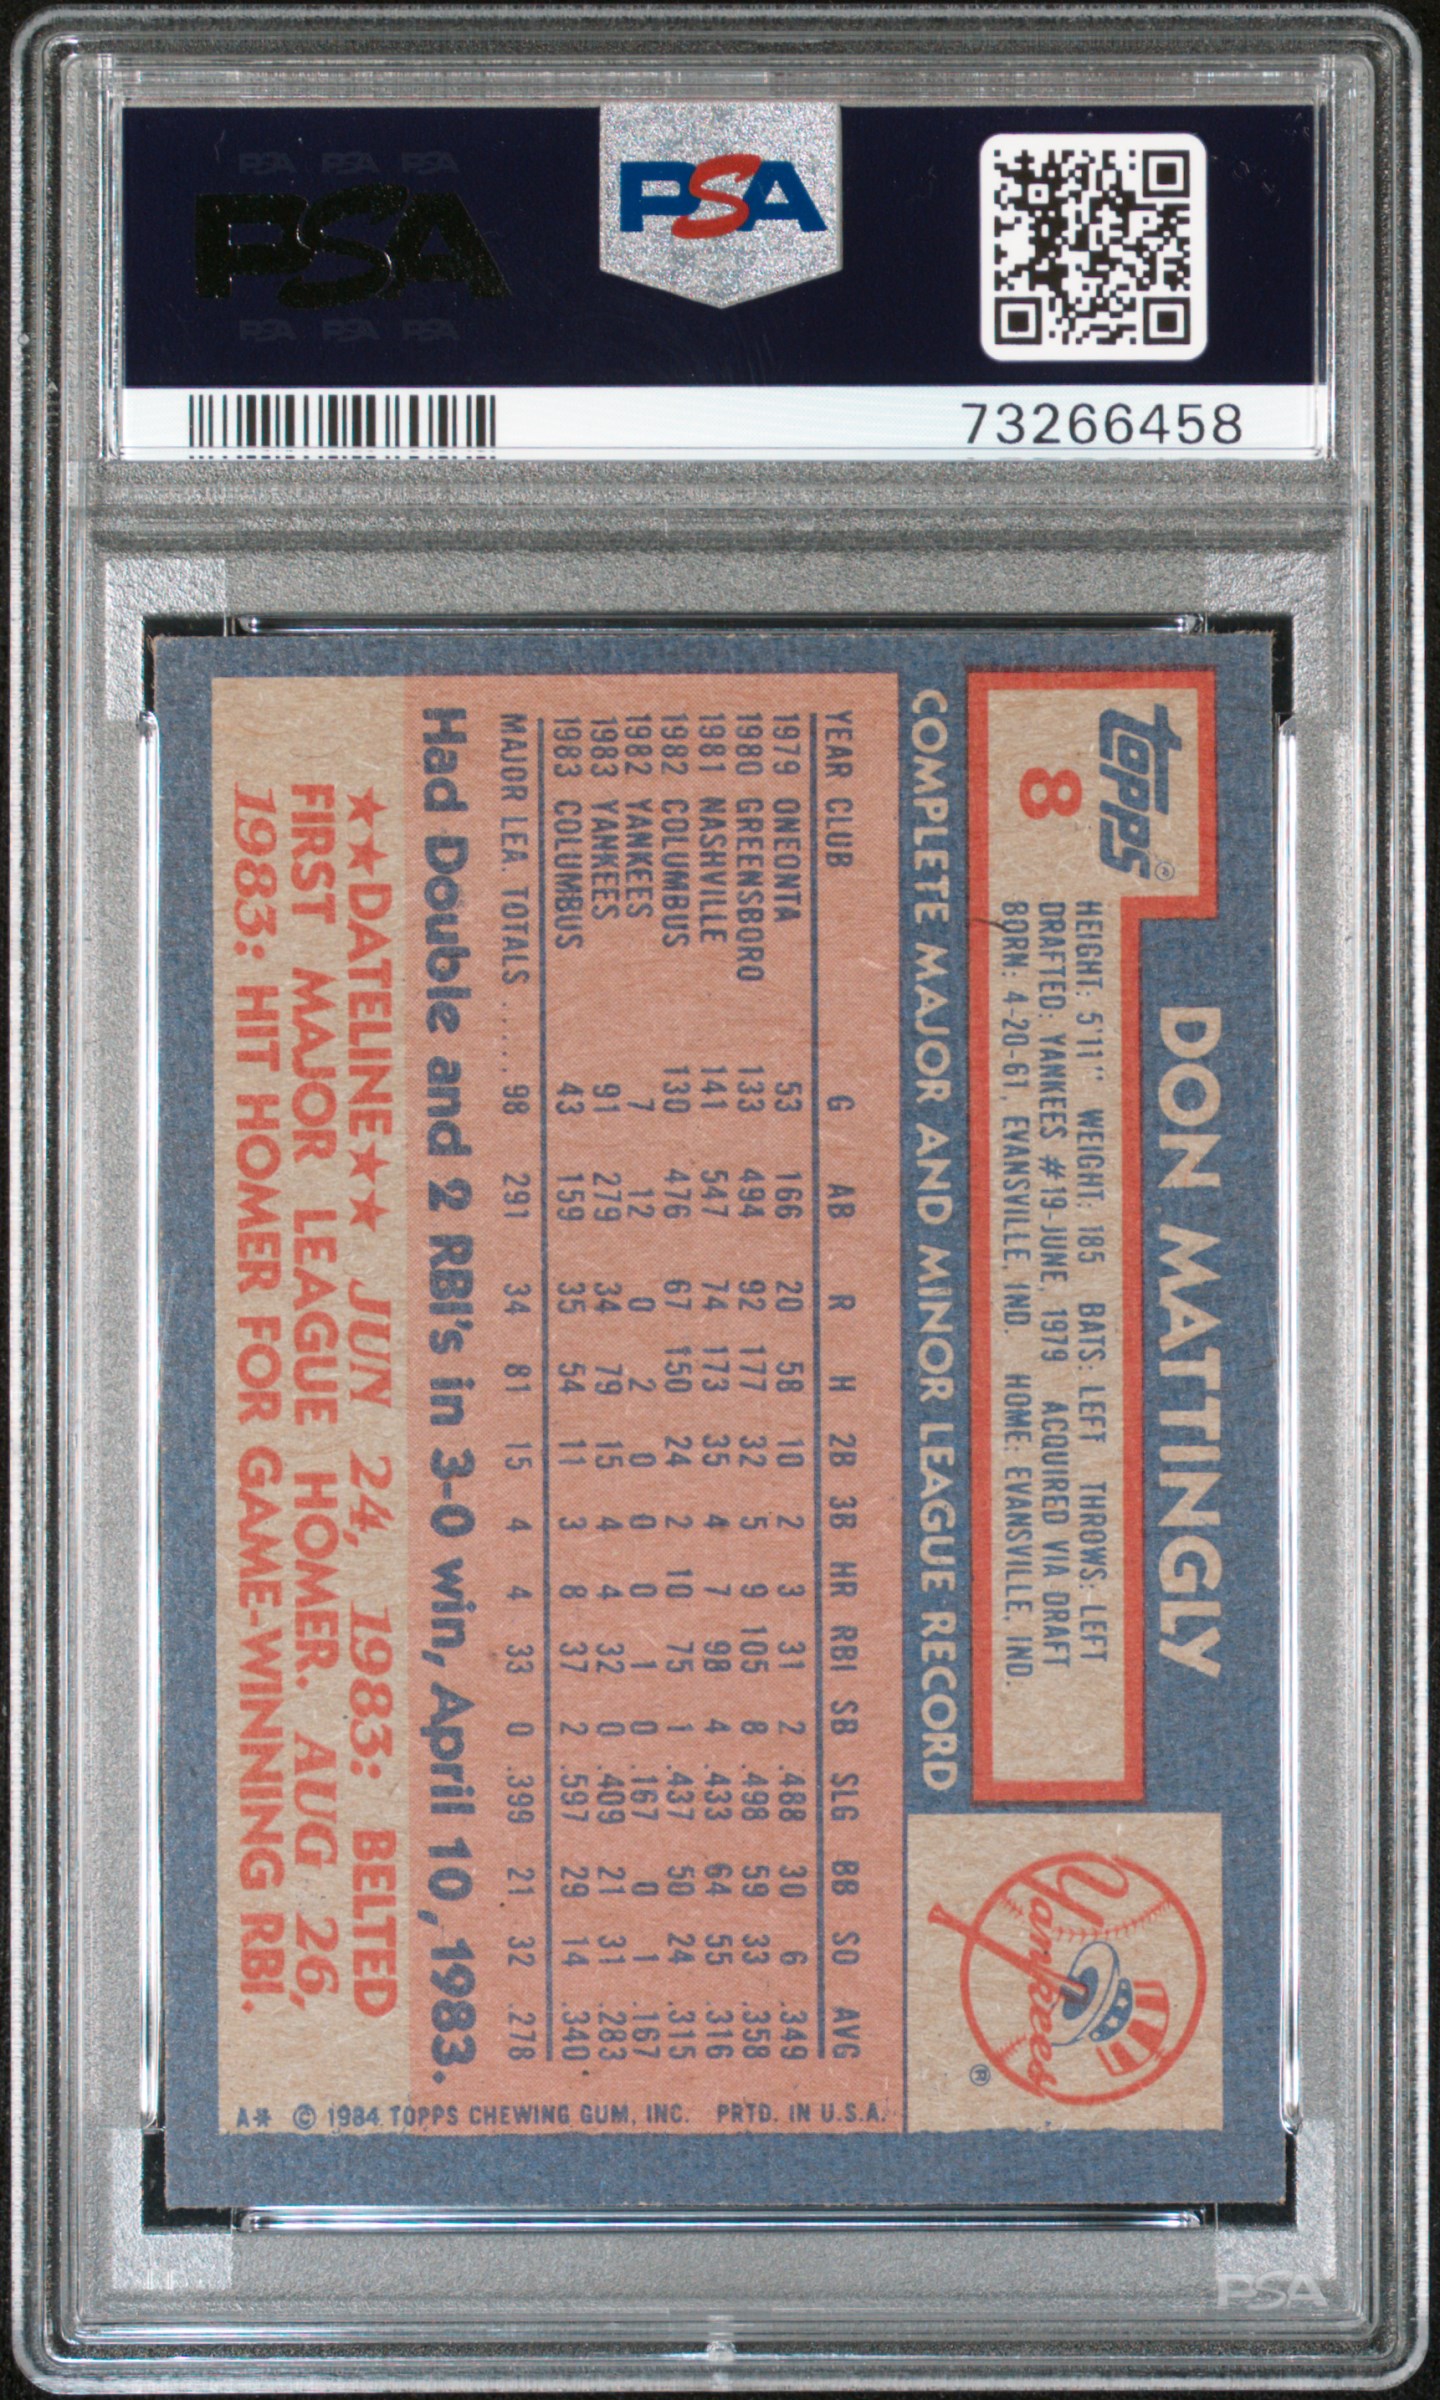 PSA PSA PSA
PSA
PSA PSA PSA
PSA
73266458
topps®
8
DON MATTINGLY
HEIGHT: 5'11" WEIGHT: 185 BATS: LEFT THROWS: LEFT
DRAFTED: YANKEES #19-JUNE, 1979 ACQUIRED VIA DRAFT
BORN: 4-20-61, EVANSVILLE, IND. HOME: EVANSVILLE, IND.
Yankees ®
COMPLETE MAJOR AND MINOR LEAGUE RECORD
YEAR CLUB G AB R H 2B 3B HR RBI SB SLG BB SO AVG
1979 ONEONTA 53 166 20 58 10 2 3 31 2 .488 30 6 .349
1980 GREENSBORO 133 494 92 177 32 5 9 105 8 .498 59 33 .358
1981 NASHVILLE 141 547 74 173 35 4 7 98 4 .433 64 55 .316
1982 COLUMBUS 130 476 67 150 24 2 10 75 1 .437 50 24 .315
1982 YANKEES 7 12 0 2 0 0 0 1 0 .167 0 1 .167
1983 YANKEES 91 279 34 79 15 4 4 32 0 .409 21 31 .283
1983 COLUMBUS 43 159 35 54 11 3 8 37 2 .597 29 14 .340
MAJOR LEA. TOTALS ..... 98 291 34 81 15 4 4 33 0 .399 21 32 .278
Had Double and 2 RBI's in 3-0 win, April 10, 1983.
★★DATELINE★★ JUN 24, 1983: BELTED
FIRST MAJOR LEAGUE HOMER. AUG 26,
1983: HIT HOMER FOR GAME-WINNING RBI.
A* © 1984 TOPPS CHEWING GUM, INC. PRTD. IN U.S.A.
PSA